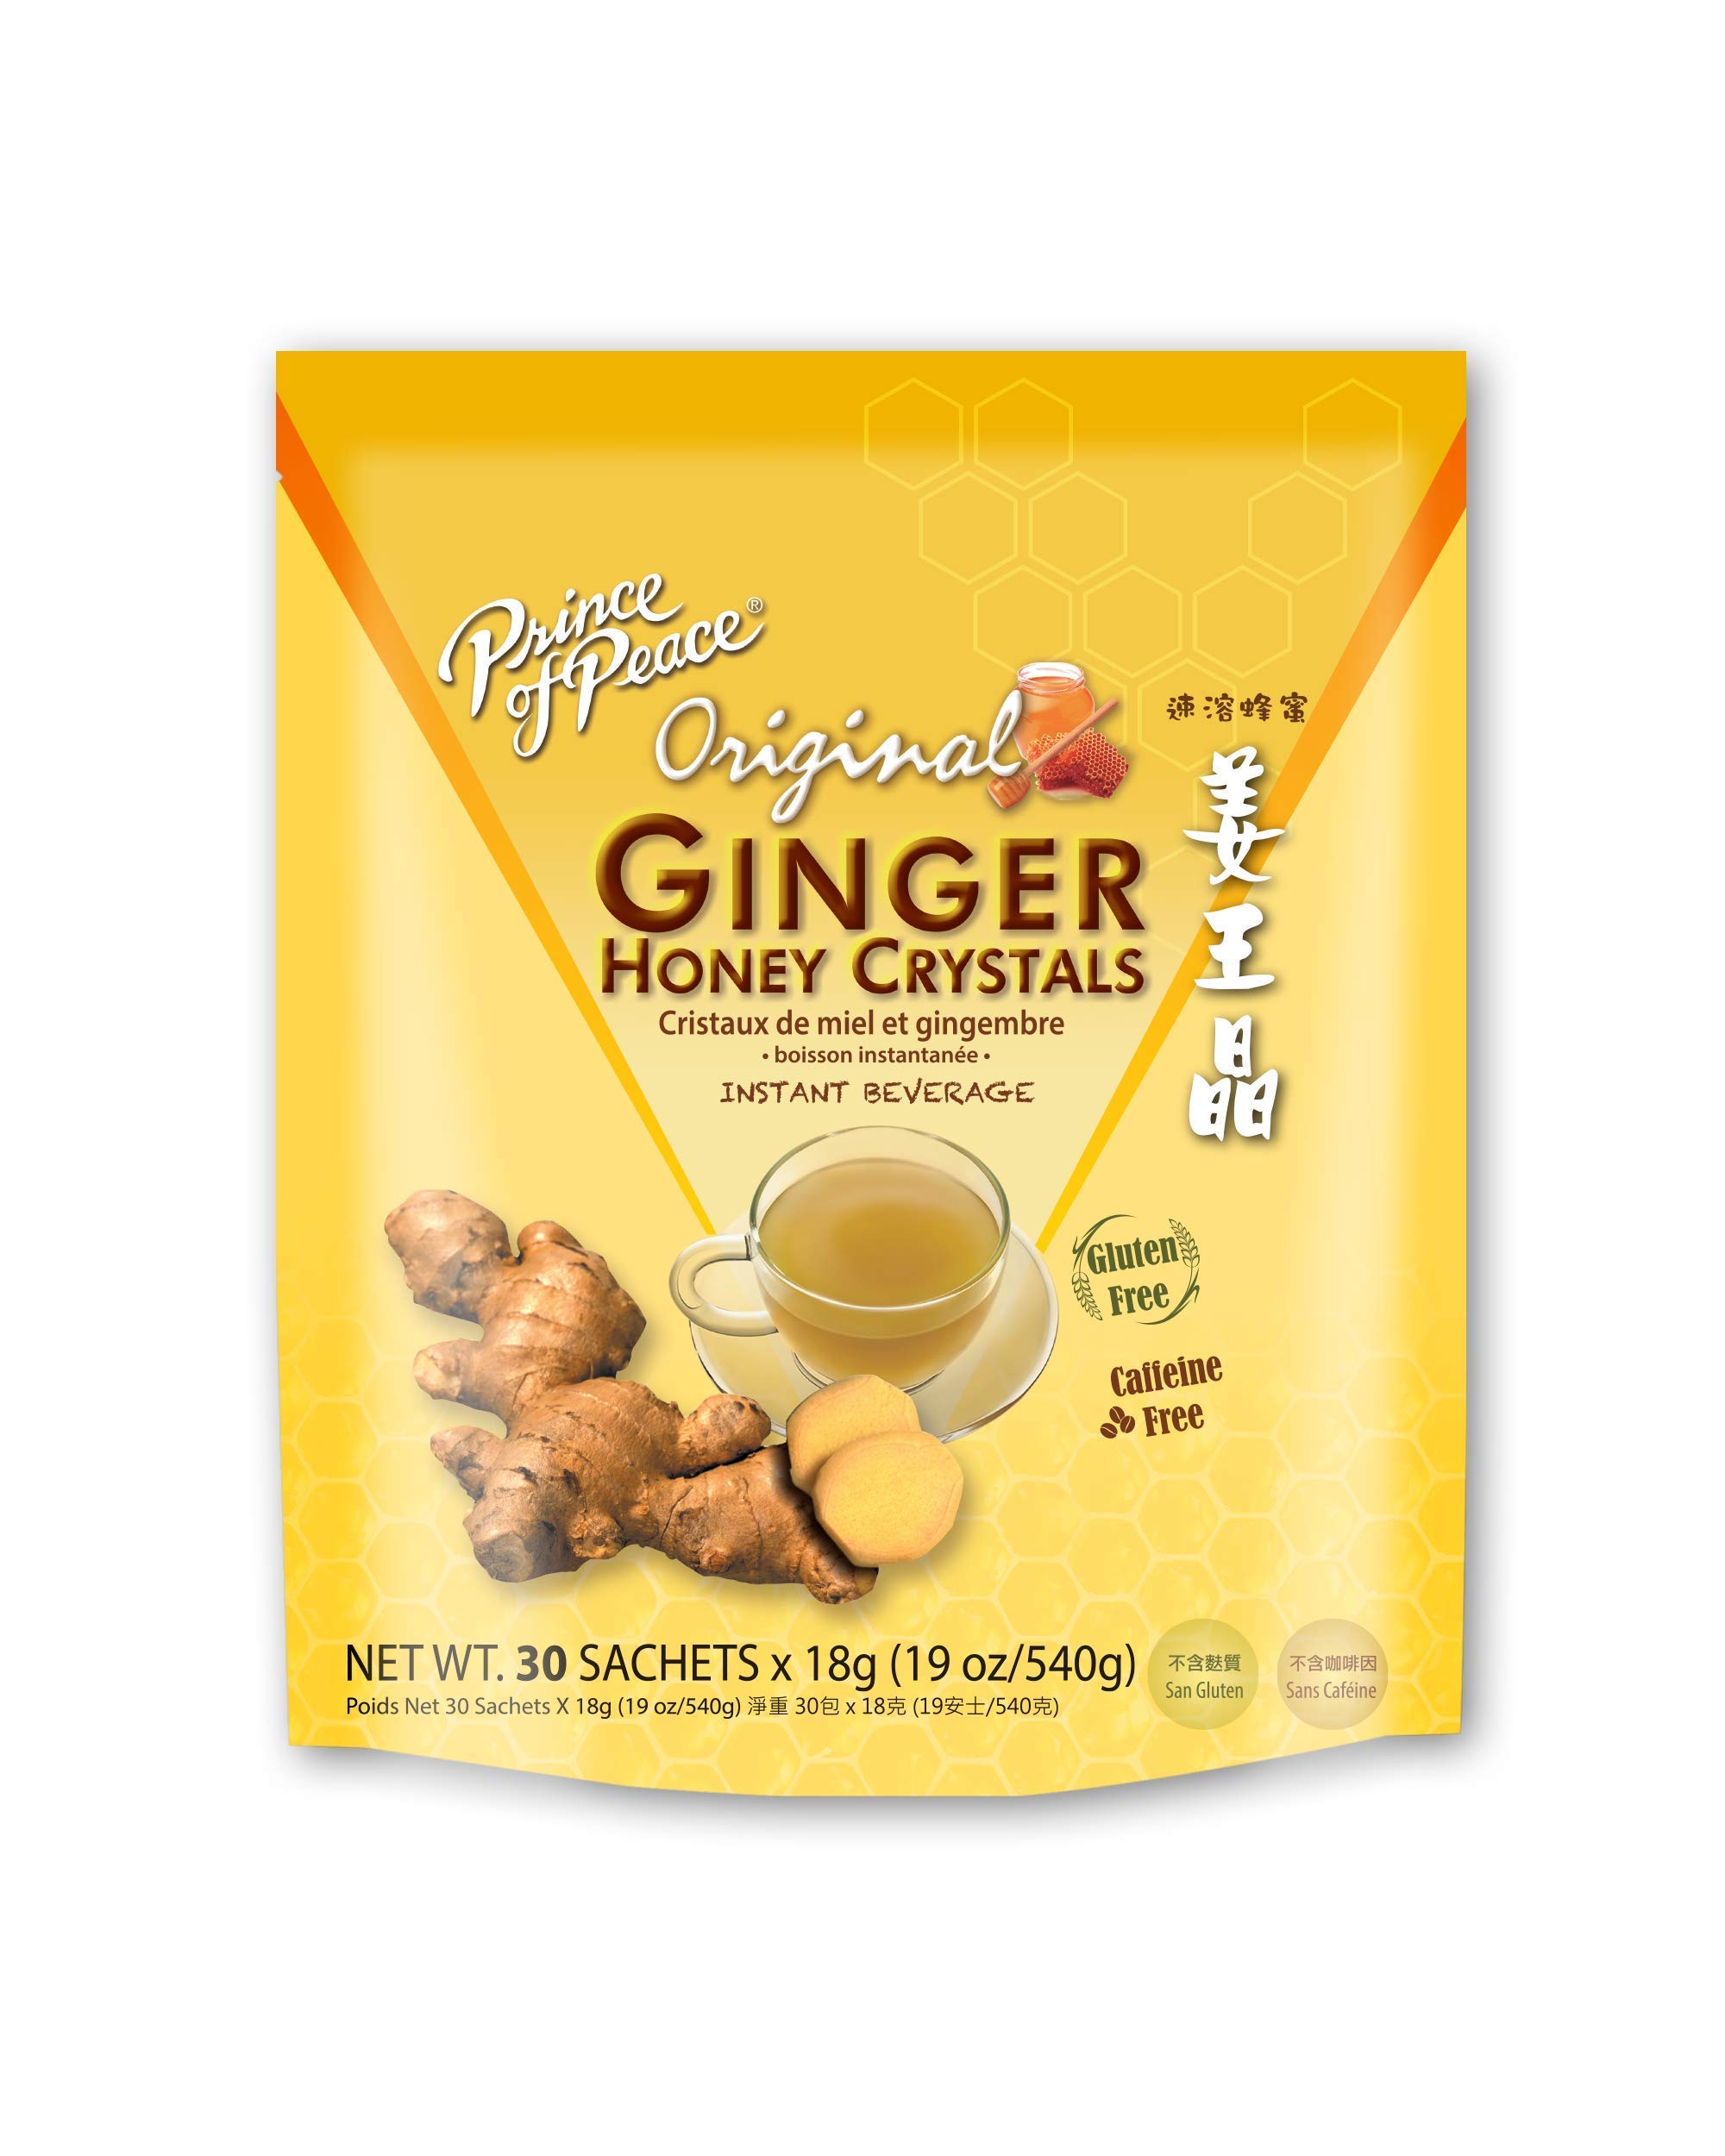 Prince
of Peace®
Original
GINGER
HONEY CRYSTALS
Cristaux de miel et gingembre
• boisson instantanée •
INSTANT BEVERAGE
速溶蜂蜜
姜王晶
Gluten
Free
Caffeine
Free
NET WT. 30 SACHETS x 18g (19 oz/540g)
Poids Net 30 Sachets X 18g (19 oz/540g) 淨重 30包 x 18克 (19安士/540克)
不含麩質
San Gluten
不含咖啡因
Sans Caféine